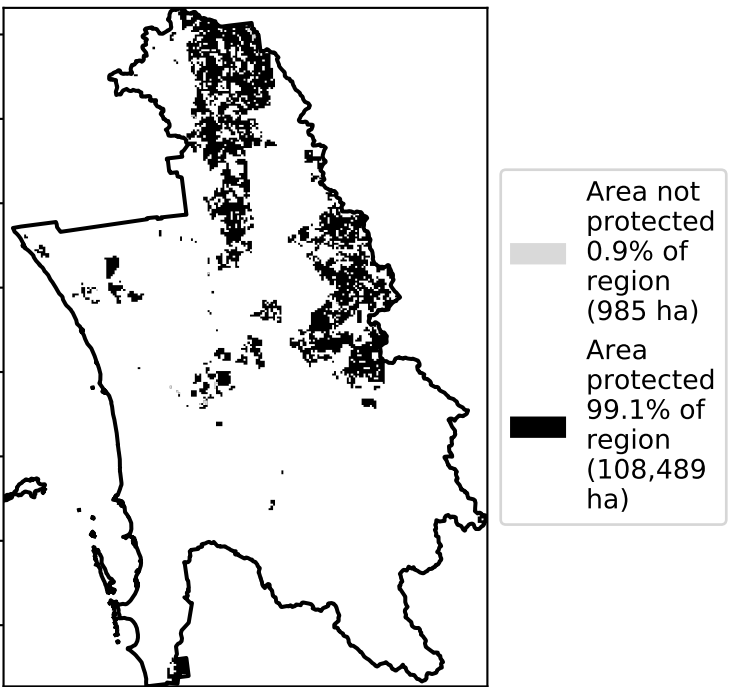 Area not
protected
0.9% of
region
(985 ha)
Area
protected
99.1% of
region
(108,489
ha)